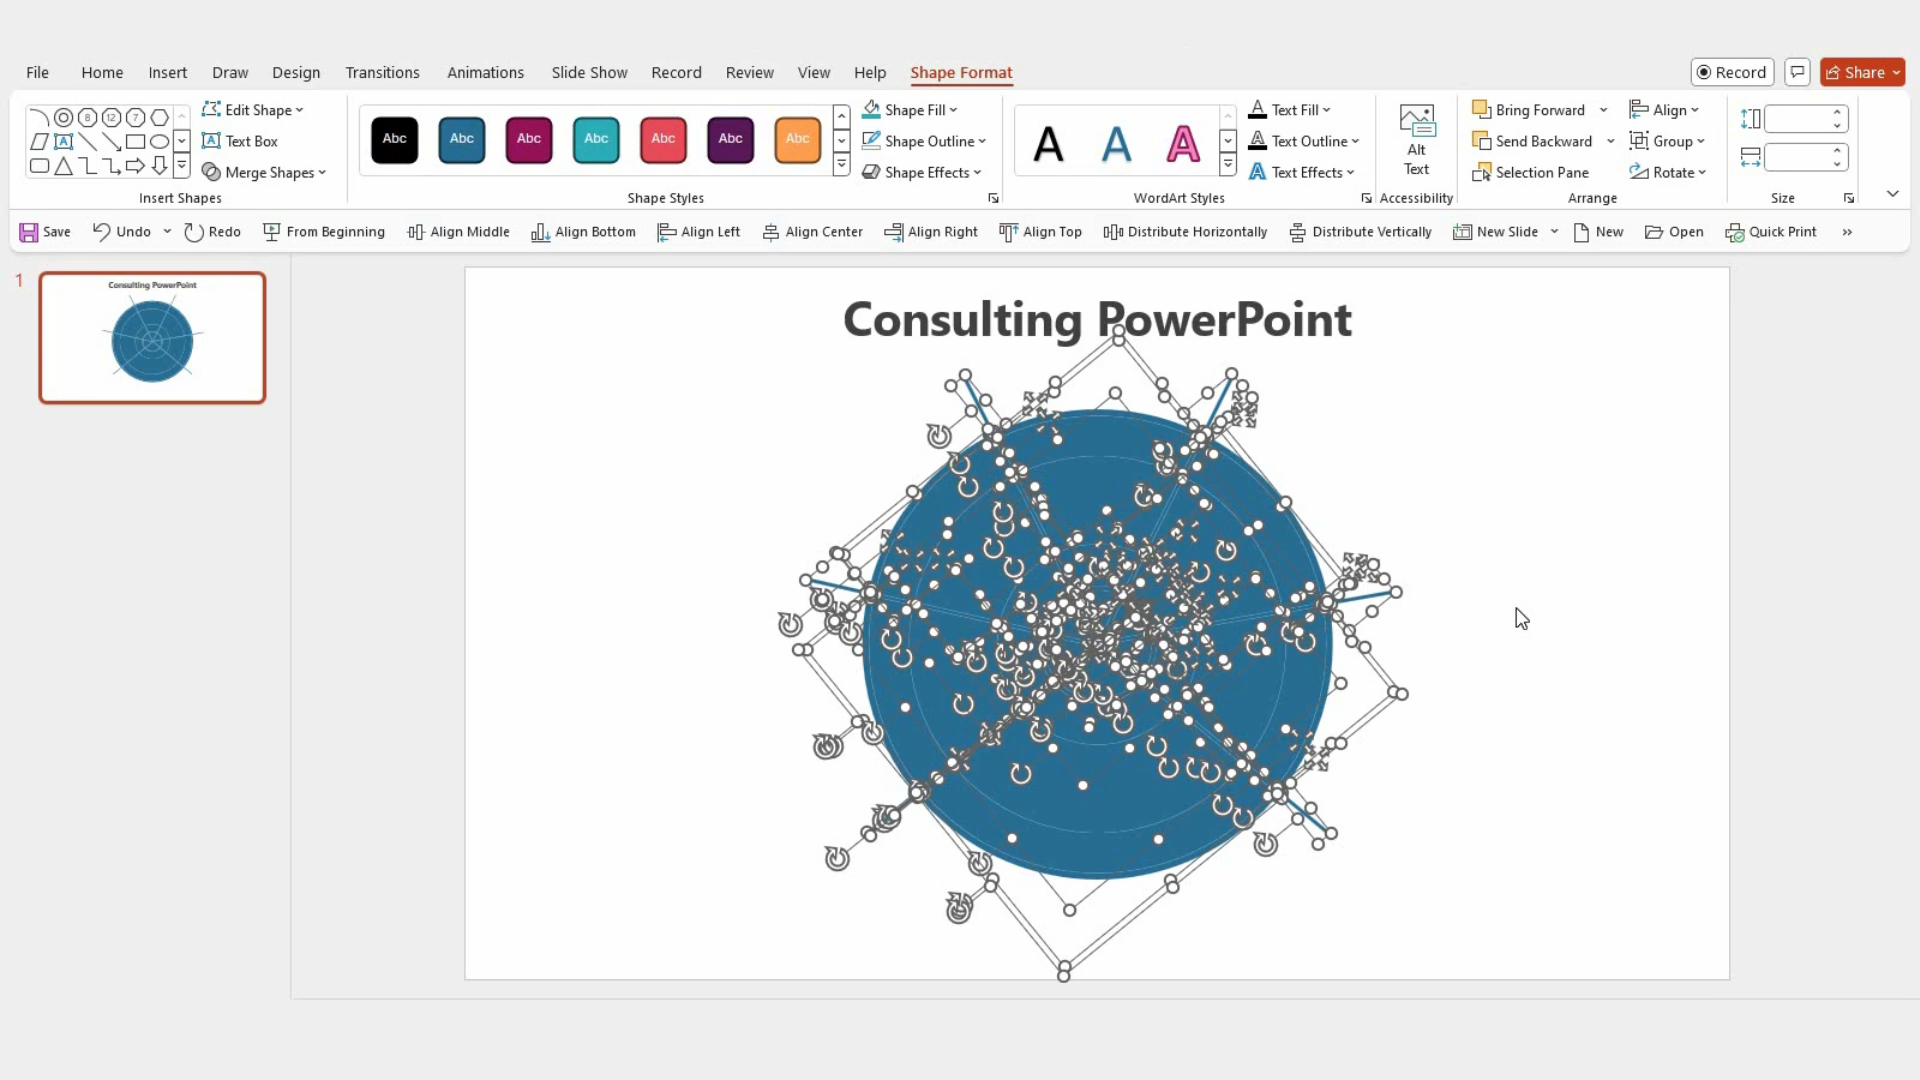 File Home Insert Draw Design Transitions Animations Slide Show Record Review View Help Shape Format Record Share
8 12 7 Edit Shape Abc Abc Abc Abc Abc Abc Abc Shape Fill A A A Text Fill Alt Text Bring Forward Align
A Text Box Shape Outline Text Outline Send Backward Group
Merge Shapes Shape Effects Text Effects Selection Pane Rotate
Insert Shapes Shape Styles WordArt Styles Accessibility Arrange Size
Save Undo Redo From Beginning Align Middle Align Bottom Align Left Align Center Align Right Align Top Distribute Horizontally Distribute Vertically New Slide New Open Quick Print »
1
Consulting PowerPoint
Consulting PowerPoint